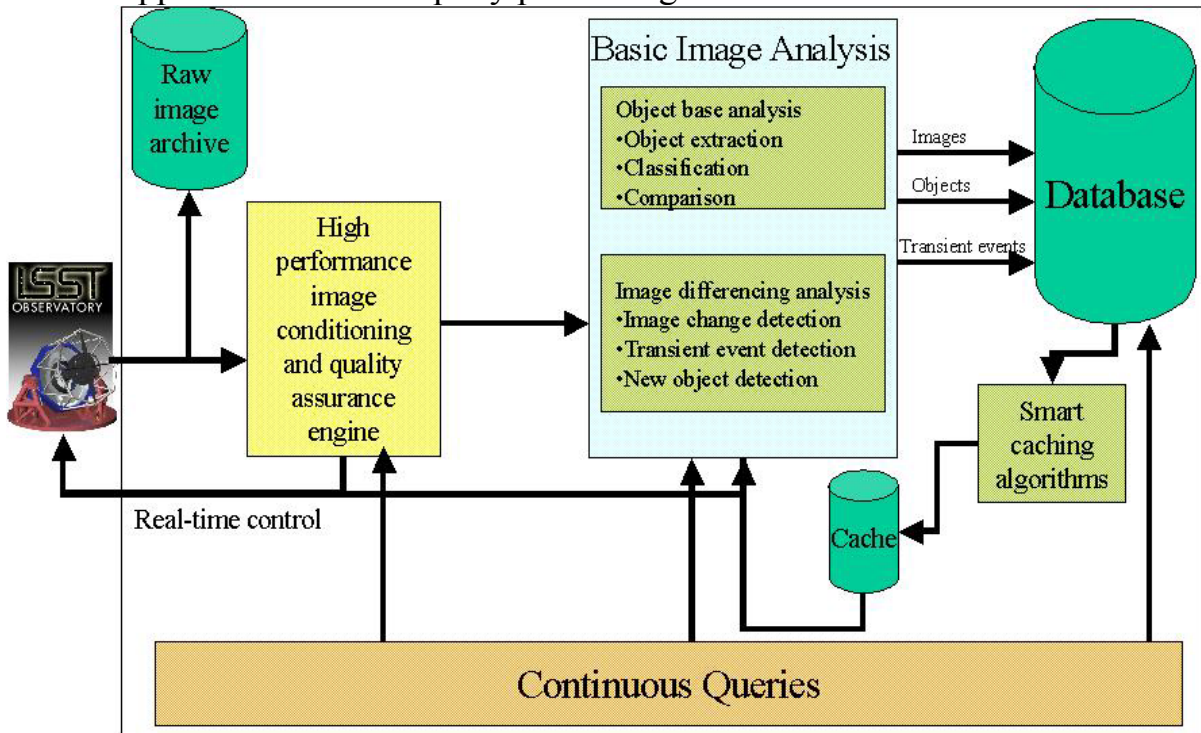 Raw
image
archive
LSST
OBSERVATORY
High
performance
image
conditioning
and quality
assurance
engine
Real-time control
Basic Image Analysis
Object base analysis
•Object extraction
•Classification
•Comparison
Image differencing analysis
•Image change detection
•Transient event detection
•New object detection
Images
Objects
Transient events
Database
Smart
caching
algorithms
Cache
Continuous Queries